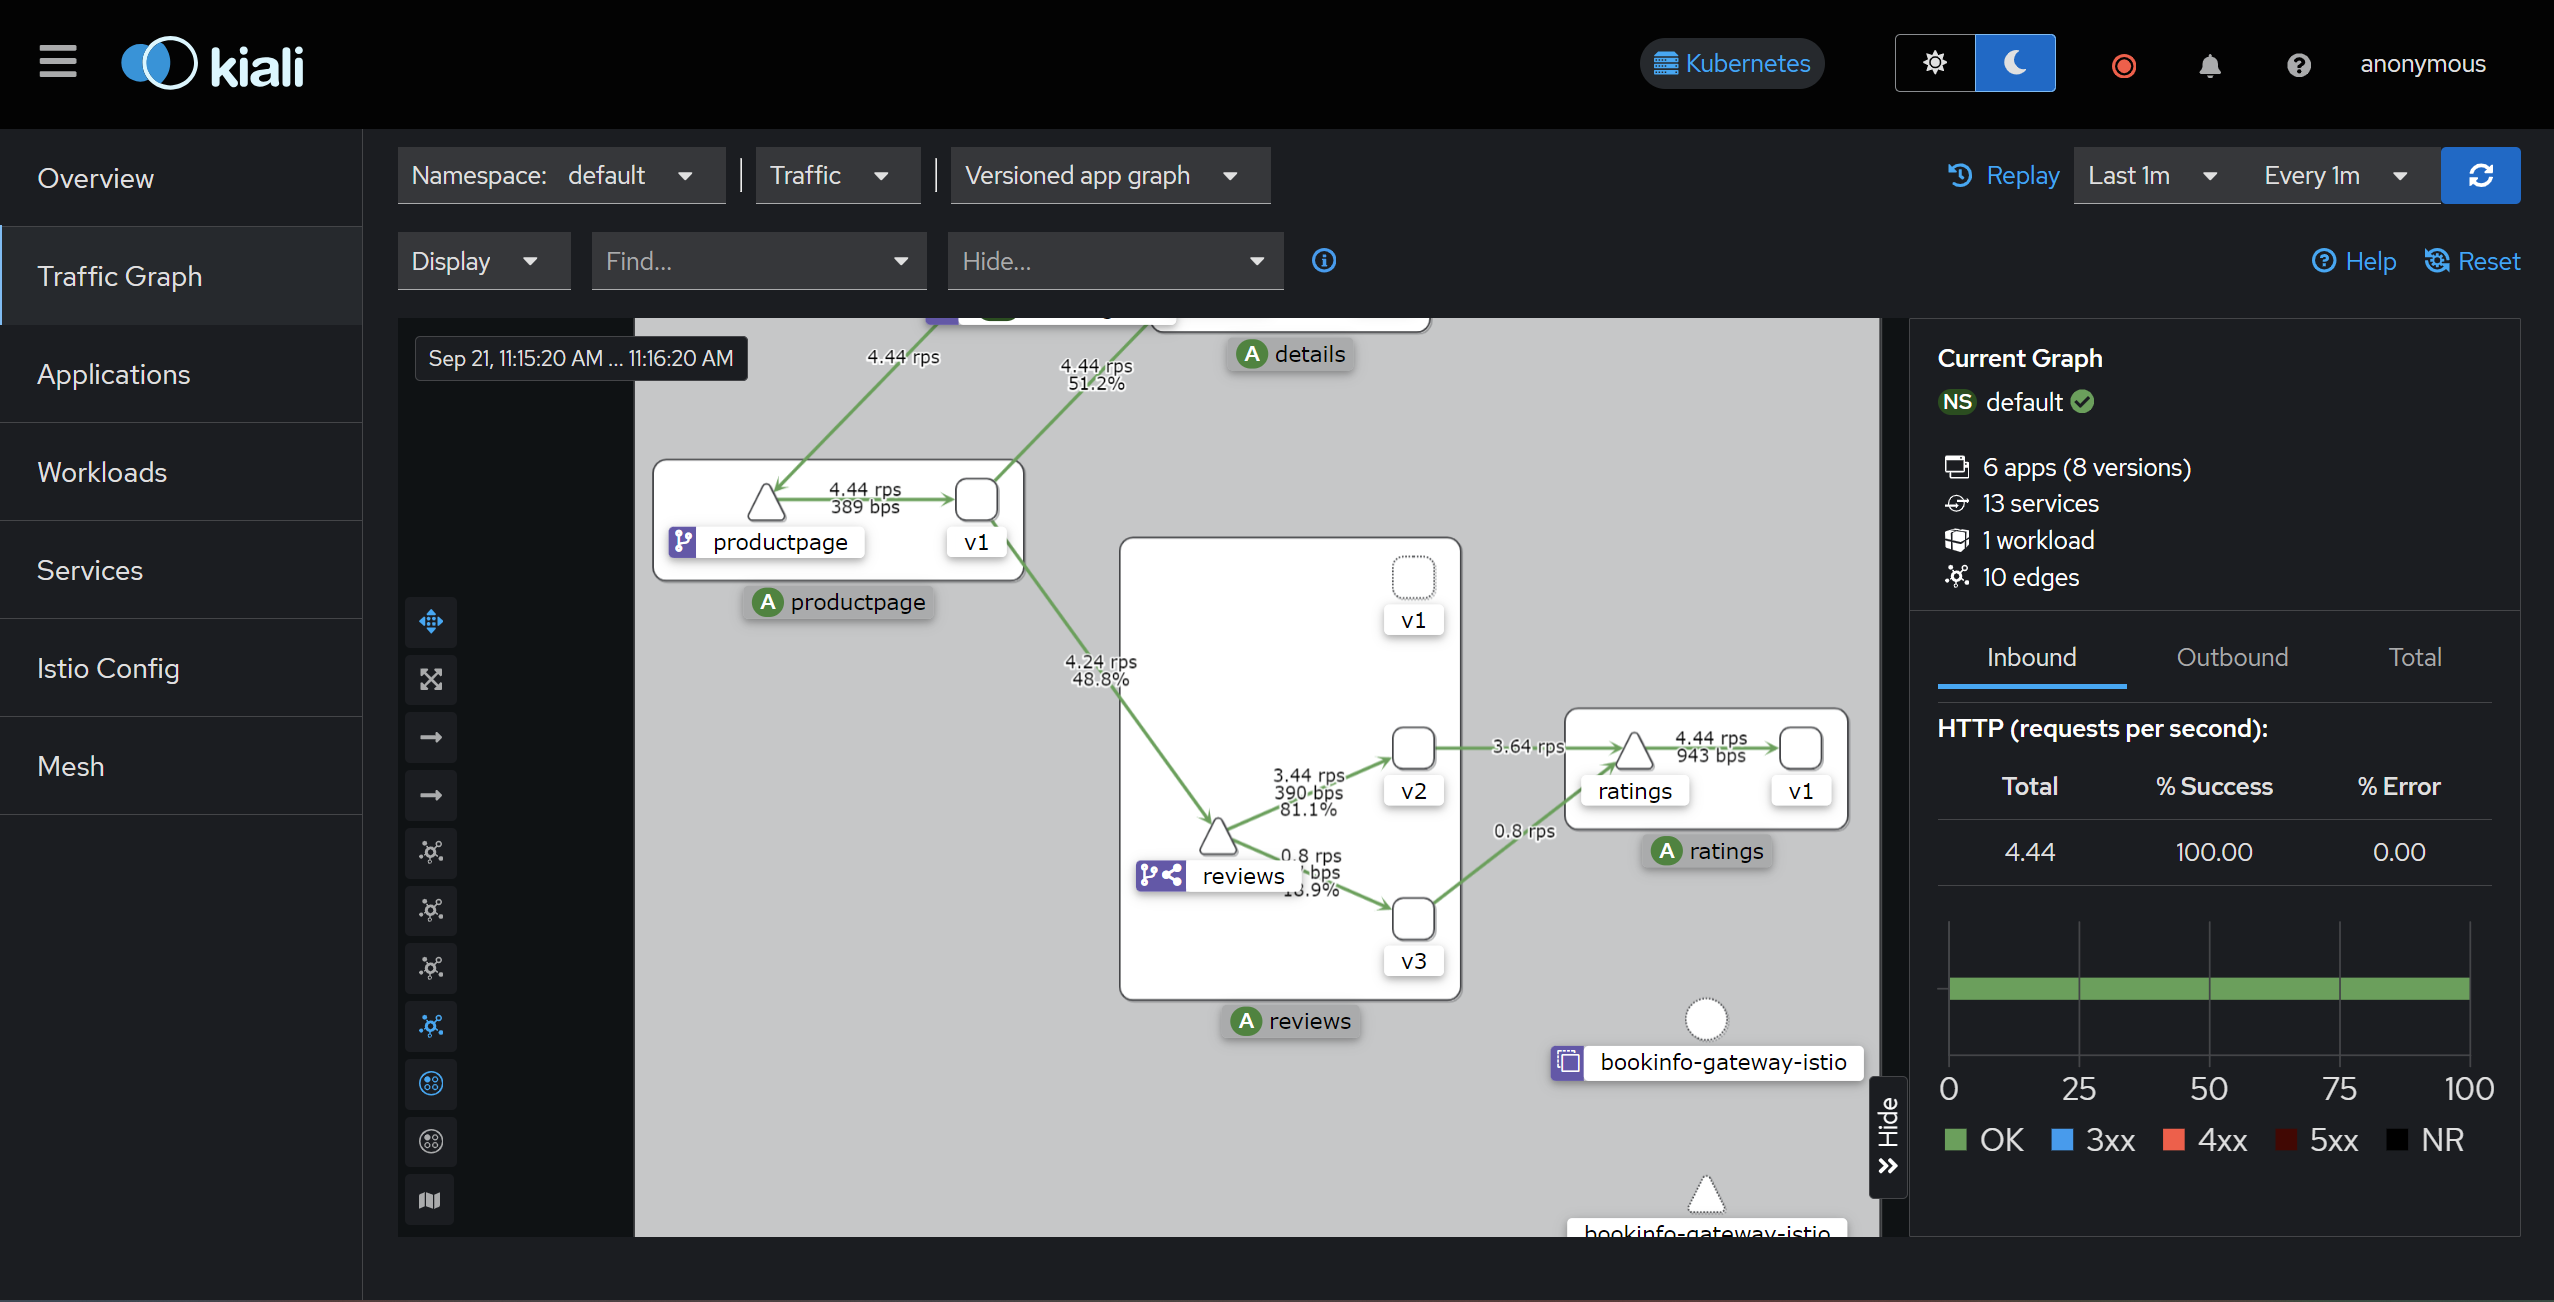 kiali
Kubernetes
anonymous
Overview
Traffic Graph
Applications
Workloads
Services
Istio Config
Mesh
Namespace: default
Traffic
Versioned app graph
Replay
Last 1m
Every 1m
Display
Find...
Hide...
Help
Reset
Sep 21, 11:15:20 AM ... 11:16:20 AM
4.44 rps
4.44 rps
51.2%
A details
4.44 rps
389 bps
productpage
v1
A productpage
4.24 rps
48.8%
v1
v2
v3
3.44 rps
390 bps
81.1%
0.8 rps
bps
reviews
A reviews
3.64 rps
0.8 rps
4.44 rps
943 bps
ratings
v1
A ratings
bookinfo-gateway-istio
bookinfo-gateway-istio
Hide
Current Graph
NS default
6 apps (8 versions)
13 services
1 workload
10 edges
Inbound
Outbound
Total
HTTP (requests per second):
Total % Success % Error
4.44 100.00 0.00
0 25 50 75 100
OK 3xx 4xx 5xx NR